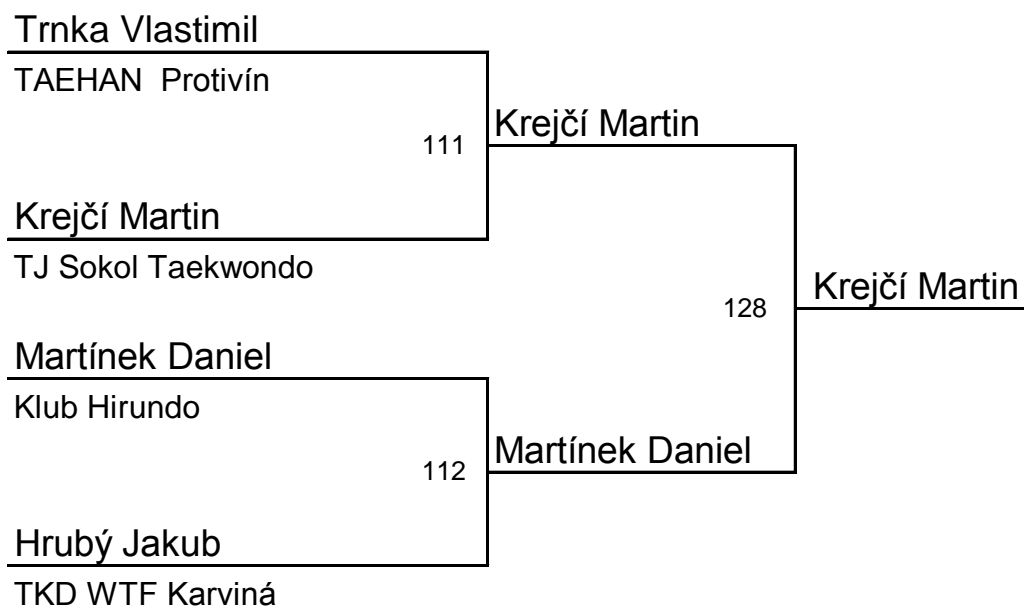 Trnka Vlastimil
TAEHAN Protivín
111
Krejčí Martin
Krejčí Martin
TJ Sokol Taekwondo
128
Krejčí Martin
Martínek Daniel
Klub Hirundo
112
Martínek Daniel
Hrubý Jakub
TKD WTF Karviná